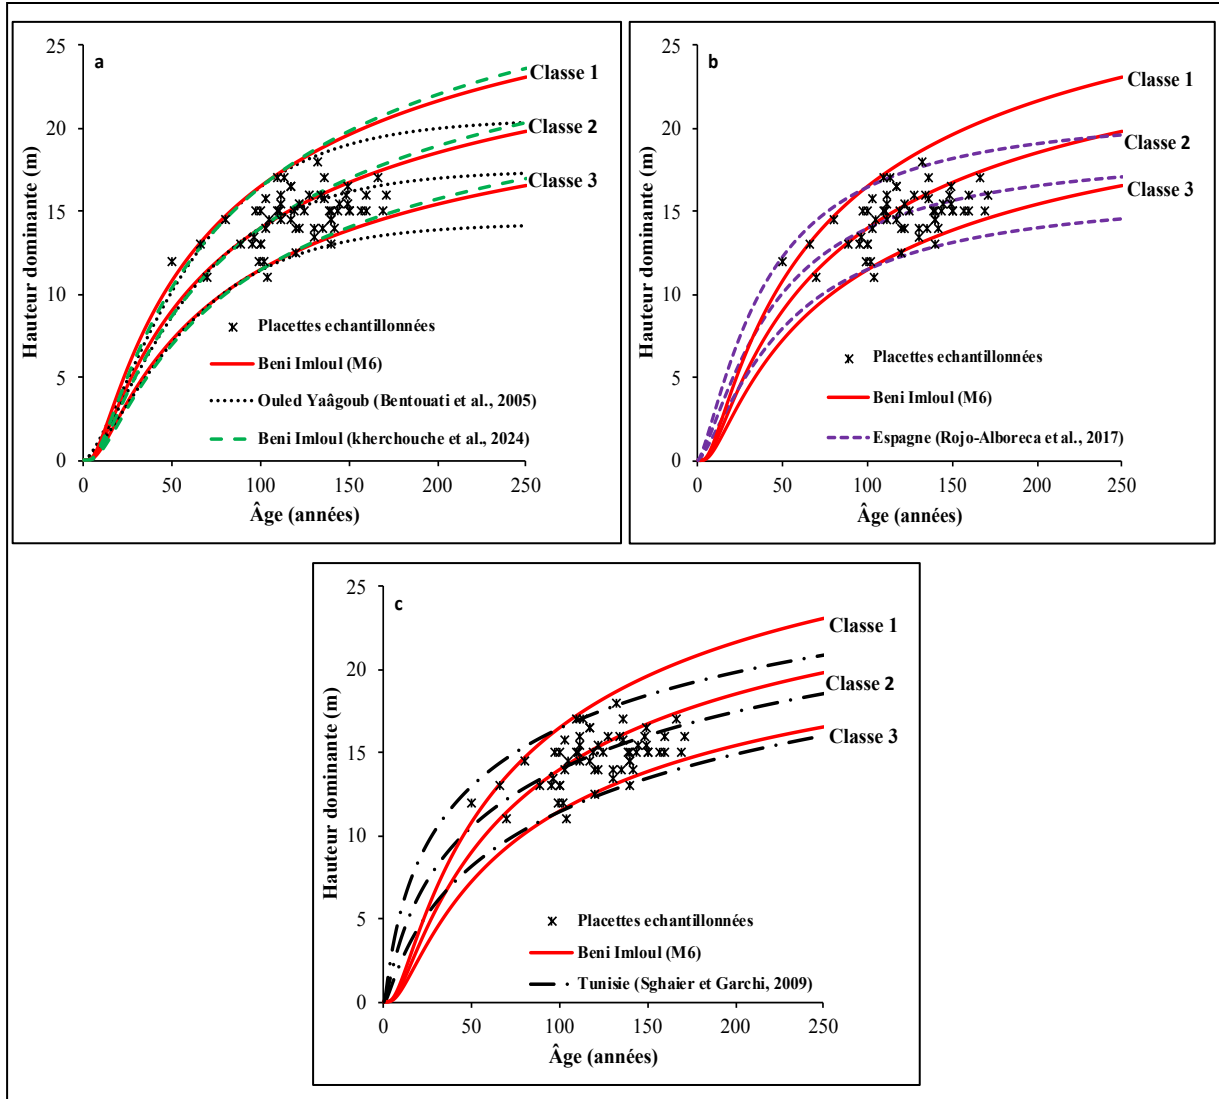 a
25
20
15
10
5
0
0
50
100
150
200
250
Hauteur dominante (m)
Âge (années)
Classe 1
Classe 2
Classe 3
Placettes echantillonnées
Beni Imloul (M6)
Ouled Yaâgoub (Bentouati et al., 2005)
Beni Imloul (kherchouche et al., 2024)
b
25
20
15
10
5
0
0
50
100
150
200
250
Hauteur dominante (m)
Âge (années)
Classe 1
Classe 2
Classe 3
Placettes echantillonnées
Beni Imloul (M6)
Espagne (Rojo-Alboreca et al., 2017)
c
25
20
15
10
5
0
0
50
100
150
200
250
Hauteur dominante (m)
Âge (années)
Classe 1
Classe 2
Classe 3
Placettes echantillonnées
Beni Imloul (M6)
Tunisie (Sghaier et Garchi, 2009)